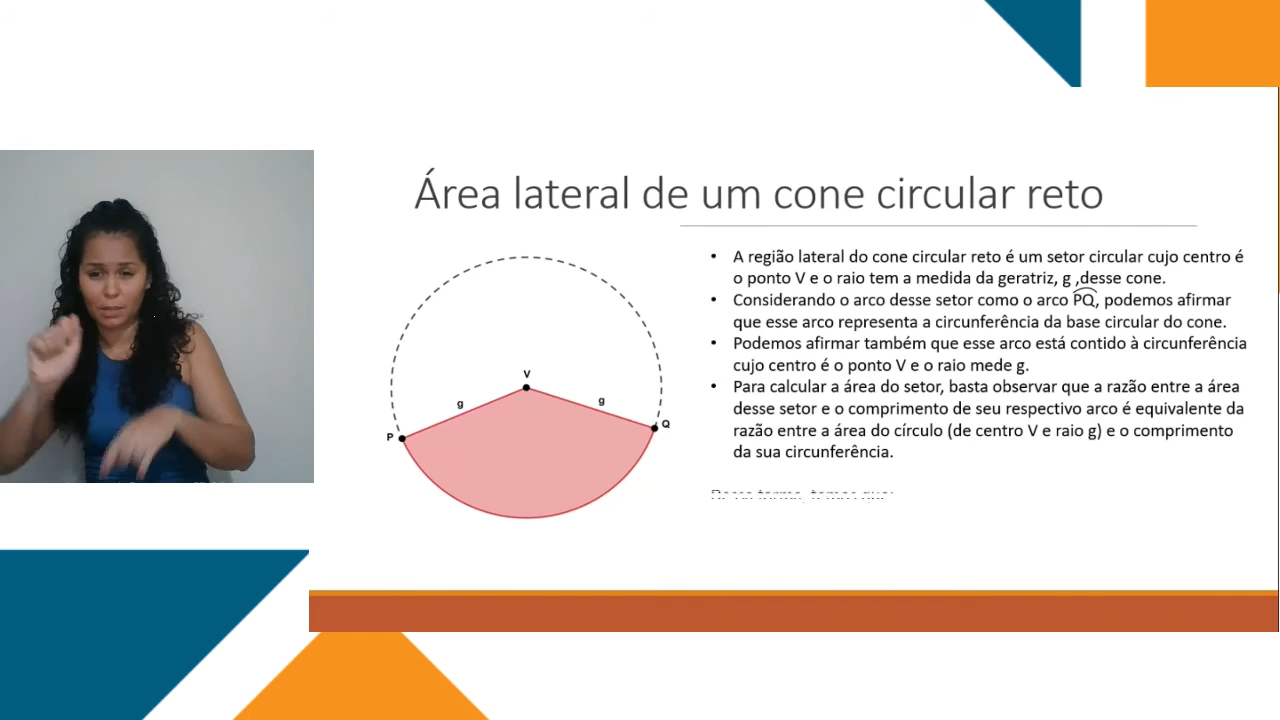 Área lateral de um cone circular reto
• A região lateral do cone circular reto é um setor circular cujo centro é
o ponto V e o raio tem a medida da geratriz, g ,desse cone.
• Considerando o arco desse setor como o arco PQ, podemos afirmar
que esse arco representa a circunferência da base circular do cone.
• Podemos afirmar também que esse arco está contido à circunferência
cujo centro é o ponto V e o raio mede g.
• Para calcular a área do setor, basta observar que a razão entre a área
desse setor e o comprimento de seu respectivo arco é equivalente da
razão entre a área do círculo (de centro V e raio g) e o comprimento
da sua circunferência.
V
g
g
P
Q